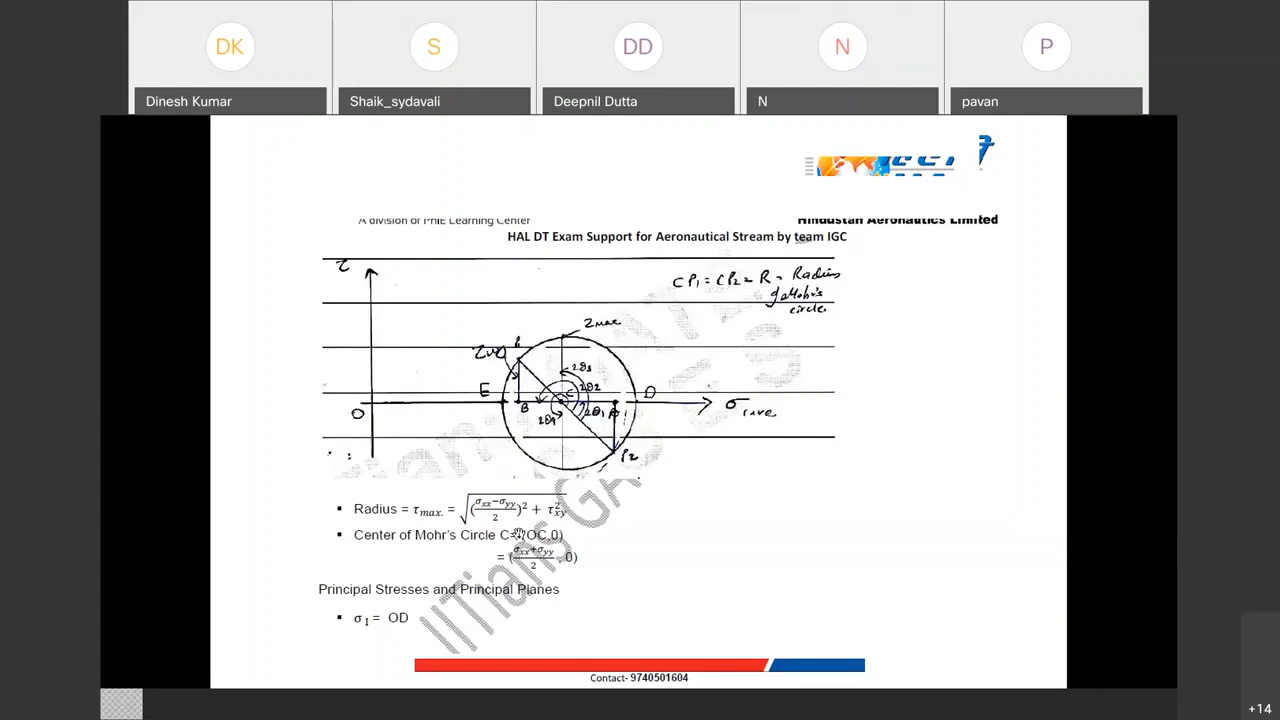 DK
S
DD
N
P
Dinesh Kumar
Shaik_sydavali
Deepnil Dutta
N
pavan
A division of PhIE Learning Center
Hindustan Aeronautics Limited
HAL DT Exam Support for Aeronautical Stream by team IGC
τ
CP1 = CP2 = R = Radius
of Mohr's
circle
τmax
E
D
2θ3
2θ2
C
B
2θ1
O
σ
P2
Radius = τmax. = √((σxx−σyy)/2)² + τ²xy
Center of Mohr's Circle C= (OC,0)
= (σxx+σyy/2 , 0)
Principal Stresses and Principal Planes
σI = OD
IITians GA
Contact- 9740501604
+14